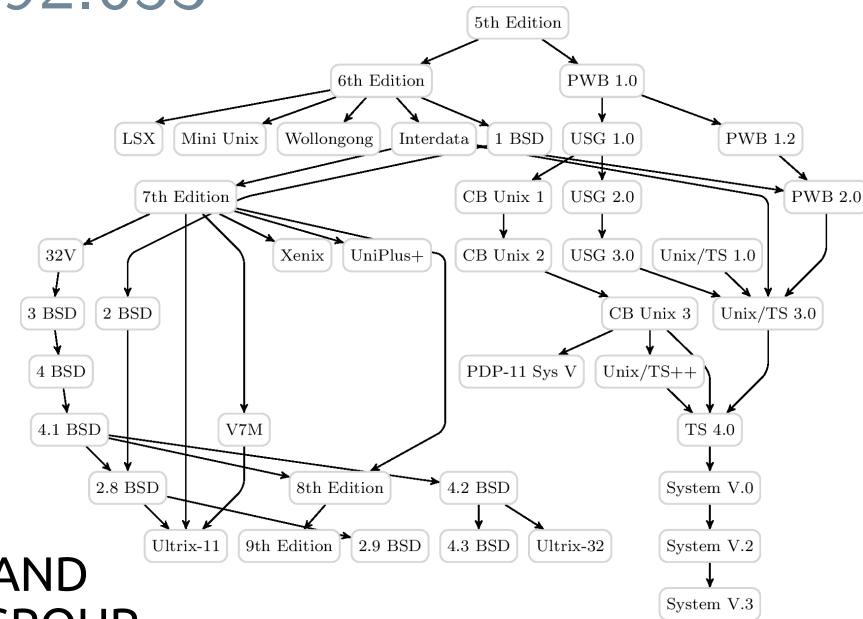 5th Edition
6th Edition
PWB 1.0
LSX
Mini Unix
Wollongong
Interdata
1 BSD
USG 1.0
PWB 1.2
7th Edition
CB Unix 1
USG 2.0
PWB 2.0
32V
Xenix
UniPlus+
CB Unix 2
USG 3.0
Unix/TS 1.0
3 BSD
2 BSD
CB Unix 3
Unix/TS 3.0
4 BSD
PDP-11 Sys V
Unix/TS++
4.1 BSD
V7M
TS 4.0
2.8 BSD
8th Edition
4.2 BSD
System V.0
Ultrix-11
9th Edition
2.9 BSD
4.3 BSD
Ultrix-32
System V.2
AND
System V.3